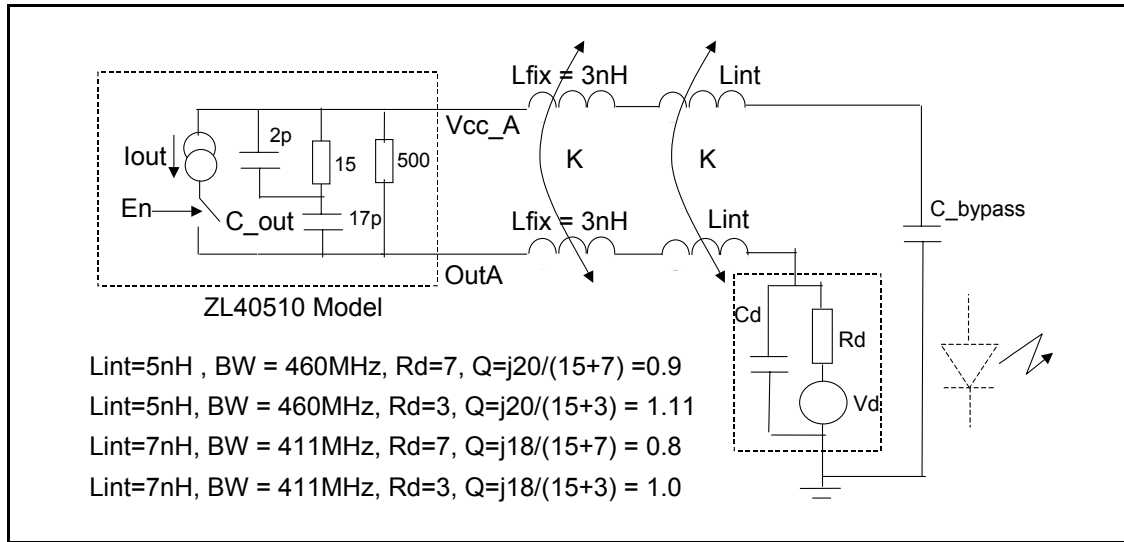 Lfix = 3nH
Lint
Vcc_A
2p
15
500
Iout
K
K
En
C_out
17p
Lfix = 3nH
Lint
C_bypass
OutA
ZL40510 Model
Cd
Rd
Vd
Lint=5nH , BW = 460MHz, Rd=7, Q=j20/(15+7) =0.9
Lint=5nH, BW = 460MHz, Rd=3, Q=j20/(15+3) = 1.11
Lint=7nH, BW = 411MHz, Rd=7, Q=j18/(15+7) = 0.8
Lint=7nH, BW = 411MHz, Rd=3, Q=j18/(15+3) = 1.0